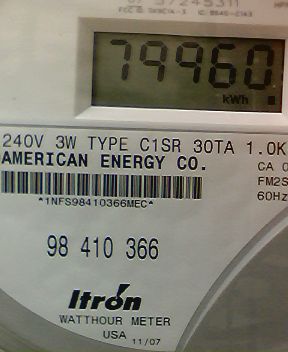 79960
kWh
240V 3W TYPE C1SR 30TA 1.0K
AMERICAN ENERGY CO.
CA
FM2S
60Hz
*1NFS98410366MEC*
98 410 366
Itron
WATTHOUR METER
USA 11/07